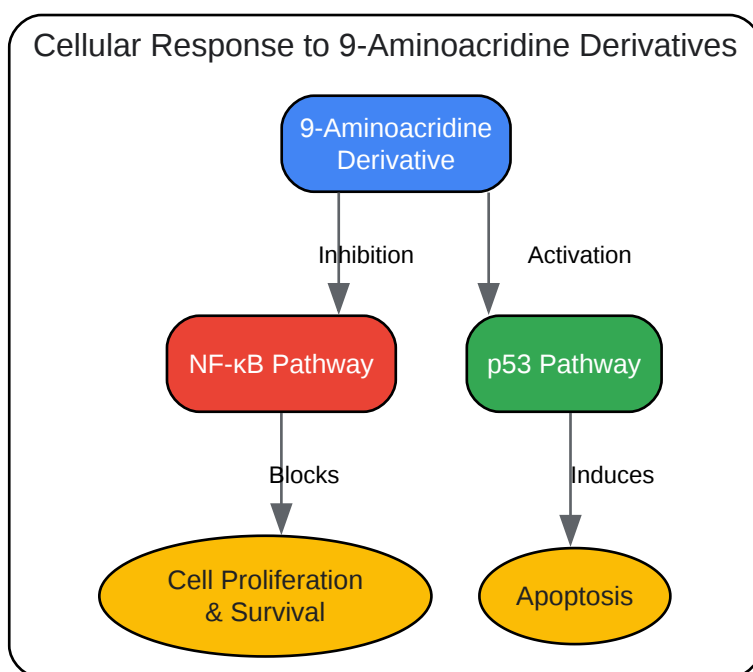 Cellular Response to 9-Aminoacridine Derivatives
9-Aminoacridine
Derivative
Inhibition
Activation
NF-κB Pathway
p53 Pathway
Blocks
Induces
Cell Proliferation
& Survival
Apoptosis